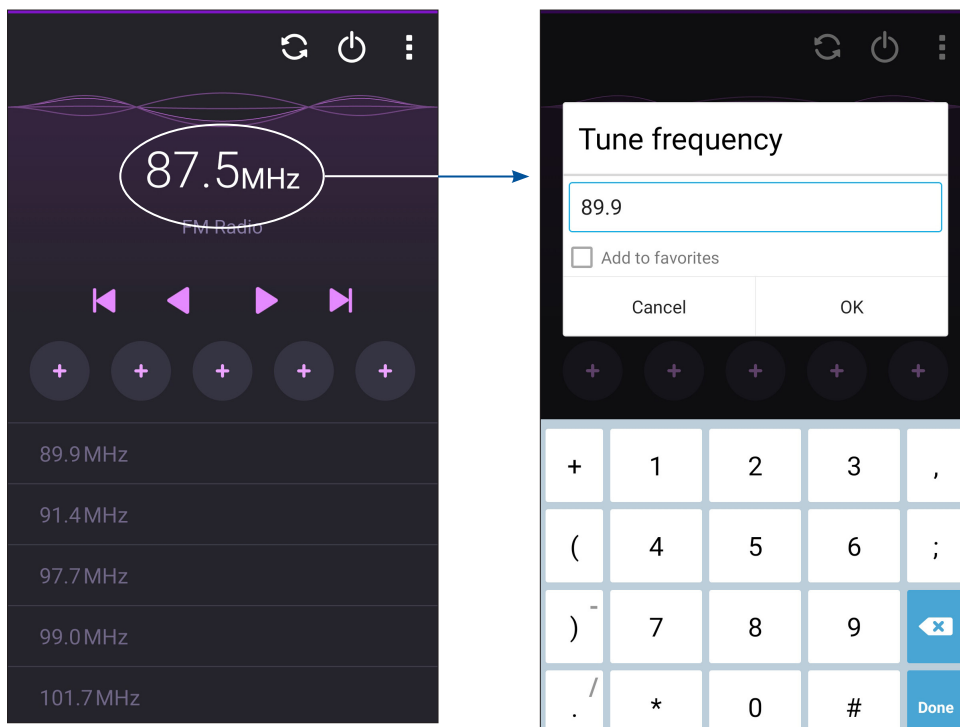 87.5MHz
FM Radio
+ + + + +
89.9MHz
91.4MHz
97.7MHz
99.0MHz
101.7MHz
Tune frequency
89.9
Add to favorites
Cancel OK
+ + + + +
+ 1 2 3 ,
( 4 5 6 ;
) - 7 8 9
. / * 0 # Done